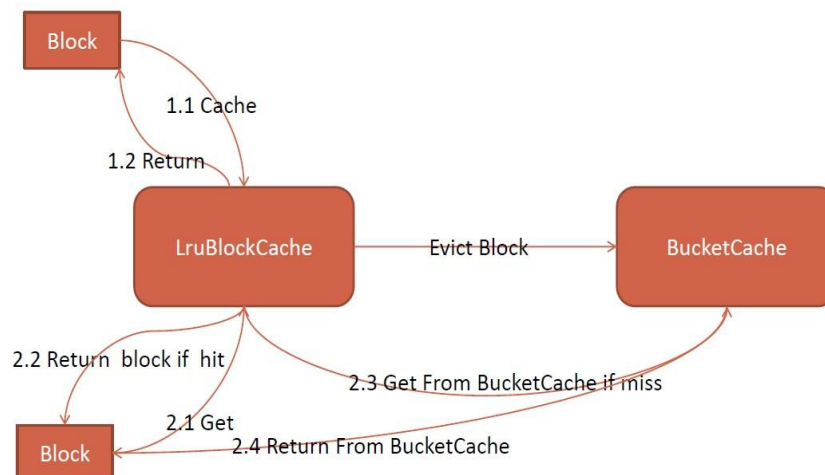 Block
1.1 Cache
1.2 Return
LruBlockCache
Evict Block
BucketCache
2.2 Return block if hit
2.3 Get From BucketCache if miss
2.1 Get
2.4 Return From BucketCache
Block